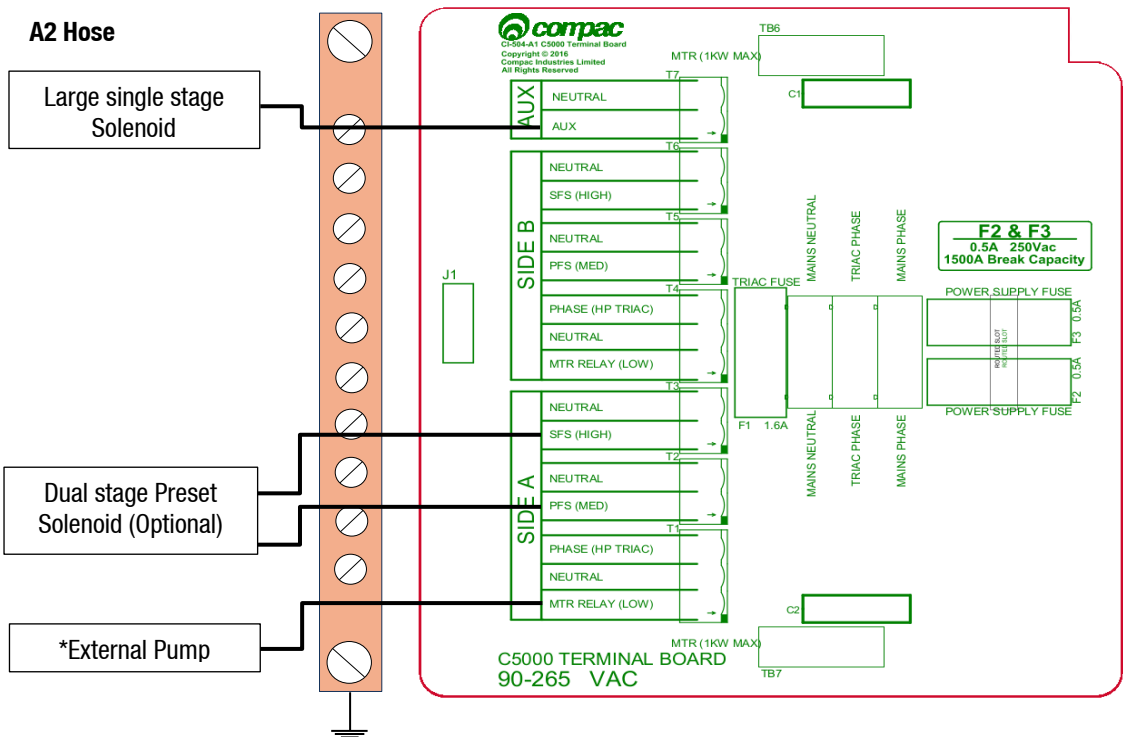 A2 Hose
Large single stage
Solenoid
Dual stage Preset
Solenoid (Optional)
*External Pump
compac
CI-504-A1 C5000 Terminal Board
Copyright © 2016
Compac Industries Limited
All Rights Reserved
TB6
MTR (1KW MAX)
C1
T7
AUX
NEUTRAL
AUX
T6
SIDE B
NEUTRAL
SFS (HIGH)
T5
NEUTRAL
PFS (MED)
T4
PHASE (HP TRIAC)
NEUTRAL
MTR RELAY (LOW)
J1
T3
SIDE A
NEUTRAL
SFS (HIGH)
T2
NEUTRAL
PFS (MED)
T1
PHASE (HP TRIAC)
NEUTRAL
MTR RELAY (LOW)
TRIAC FUSE
F1 1.6A
MAINS NEUTRAL
TRIAC PHASE
MAINS PHASE
MAINS NEUTRAL
TRIAC PHASE
MAINS PHASE
F2 & F3
0.5A 250Vac
1500A Break Capacity
POWER SUPPLY FUSE
F3 0.5A
ROUTED SLOT
ROUTED SLOT
F2 0.5A
POWER SUPPLY FUSE
C2
MTR (1KW MAX)
TB7
C5000 TERMINAL BOARD
90-265 VAC